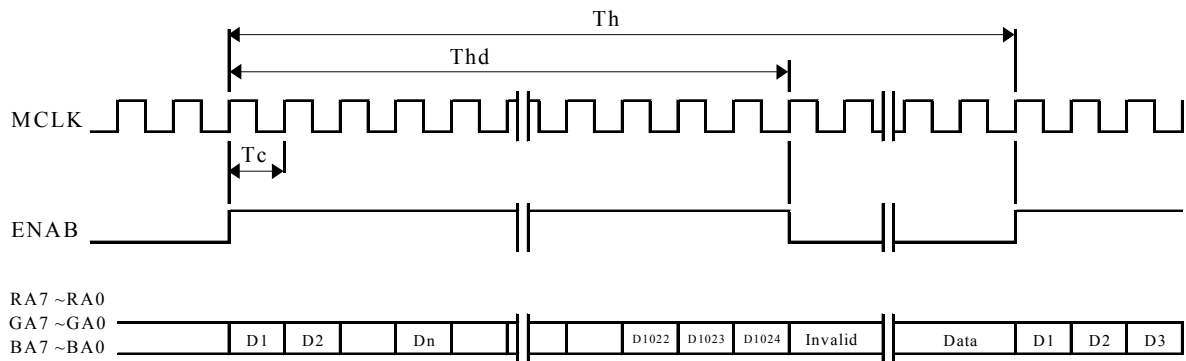 Th
Thd
MCLK
Tc
ENAB
RA7 ~RA0
GA7 ~GA0
BA7 ~BA0
D1 D2 Dn D1022 D1023 D1024 Invalid Data D1 D2 D3